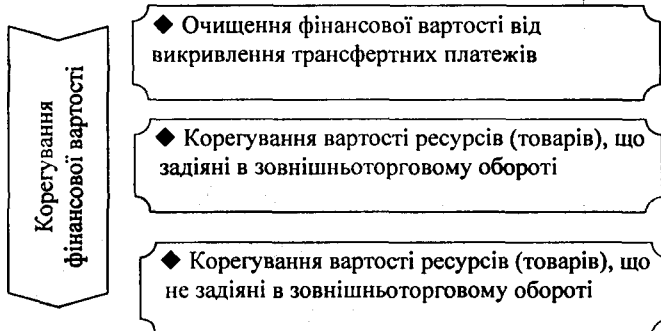 Корегування
фінансової вартості
◆ Очищення фінансової вартості від
викривлення трансфертних платежів
◆ Корегування вартості ресурсів (товарів), що
задіяні в зовнішньоторговому обороті
◆ Корегування вартості ресурсів (товарів), що
не задіяні в зовнішньоторговому обороті